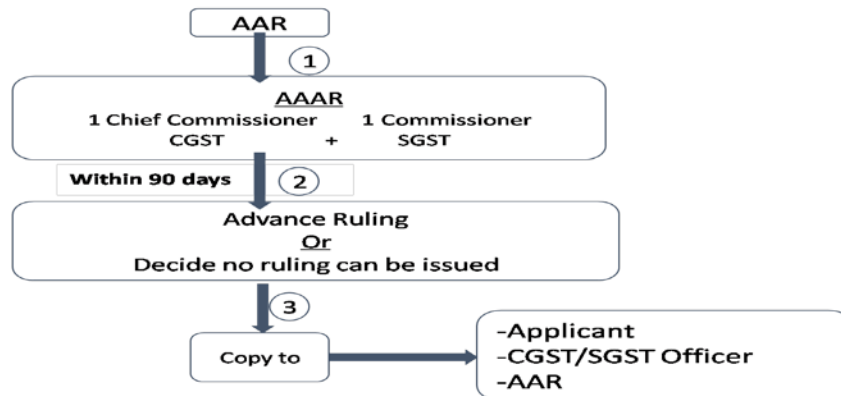 AAR
1
AAAR
1 Chief Commissioner 1 Commissioner
CGST + SGST
Within 90 days 2
Advance Ruling
Or
Decide no ruling can be issued
3
Copy to
-Applicant
-CGST/SGST Officer
-AAR